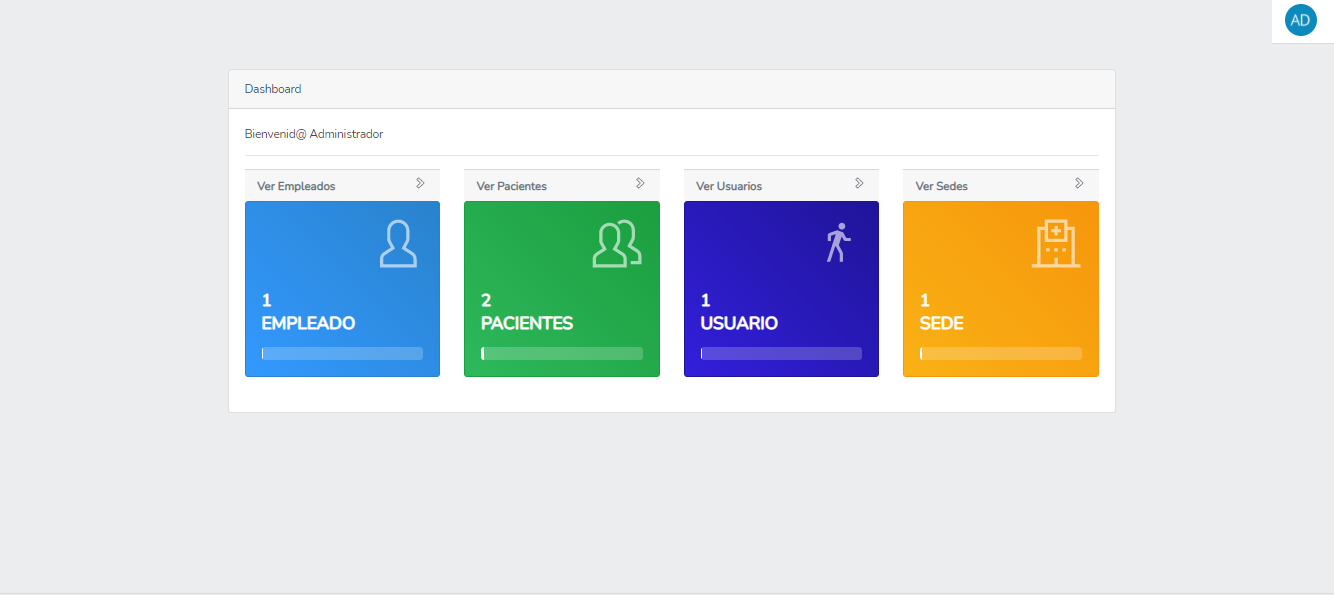 AD
Dashboard
Bienvenid@ Administrador
Ver Empleados
1
EMPLEADO
Ver Pacientes
2
PACIENTES
Ver Usuarios
1
USUARIO
Ver Sedes
1
SEDE